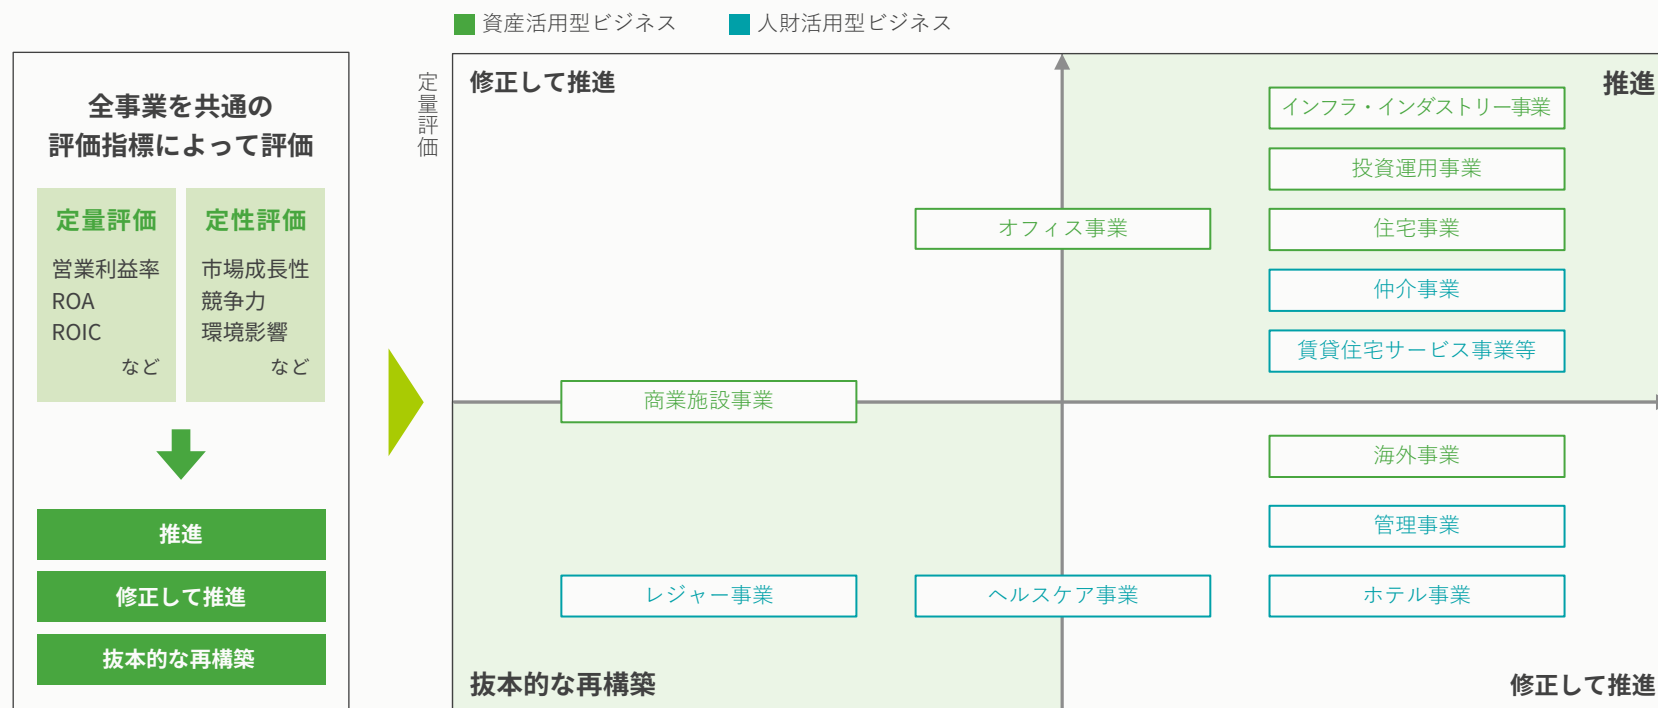 資産活用型ビジネス
人財活用型ビジネス
全事業を共通の
評価指標によって評価
定量評価
営業利益率
ROA
ROIC
など
定性評価
市場成長性
競争力
環境影響
など
推進
修正して推進
抜本的な再構築
定量評価
修正して推進
推進
インフラ・インダストリー事業
投資運用事業
オフィス事業
住宅事業
仲介事業
賃貸住宅サービス事業等
商業施設事業
海外事業
管理事業
レジャー事業
ヘルスケア事業
ホテル事業
抜本的な再構築
修正して推進